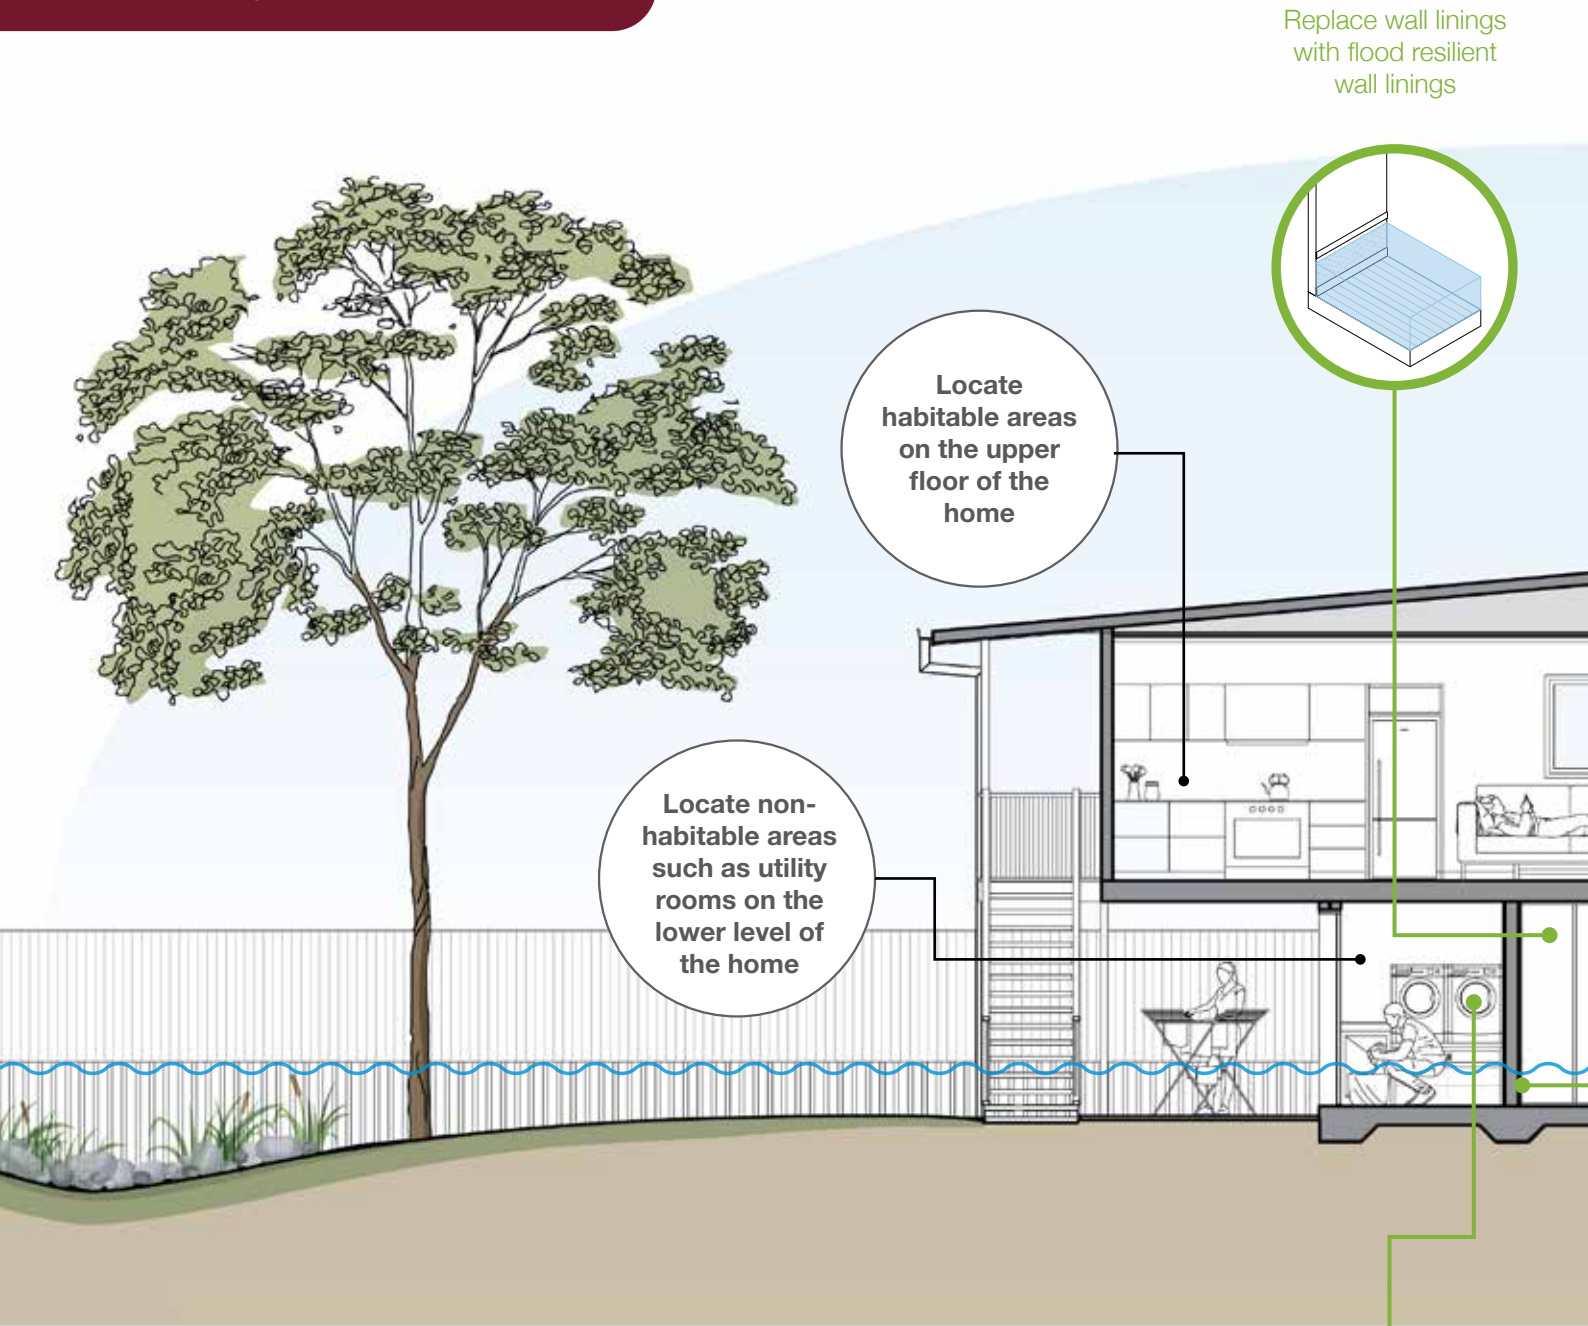 Replace wall linings
with flood resilient
wall linings
Locate
habitable areas
on the upper
floor of the
home
Locate non-
habitable areas
such as utility
rooms on the
lower level of
the home